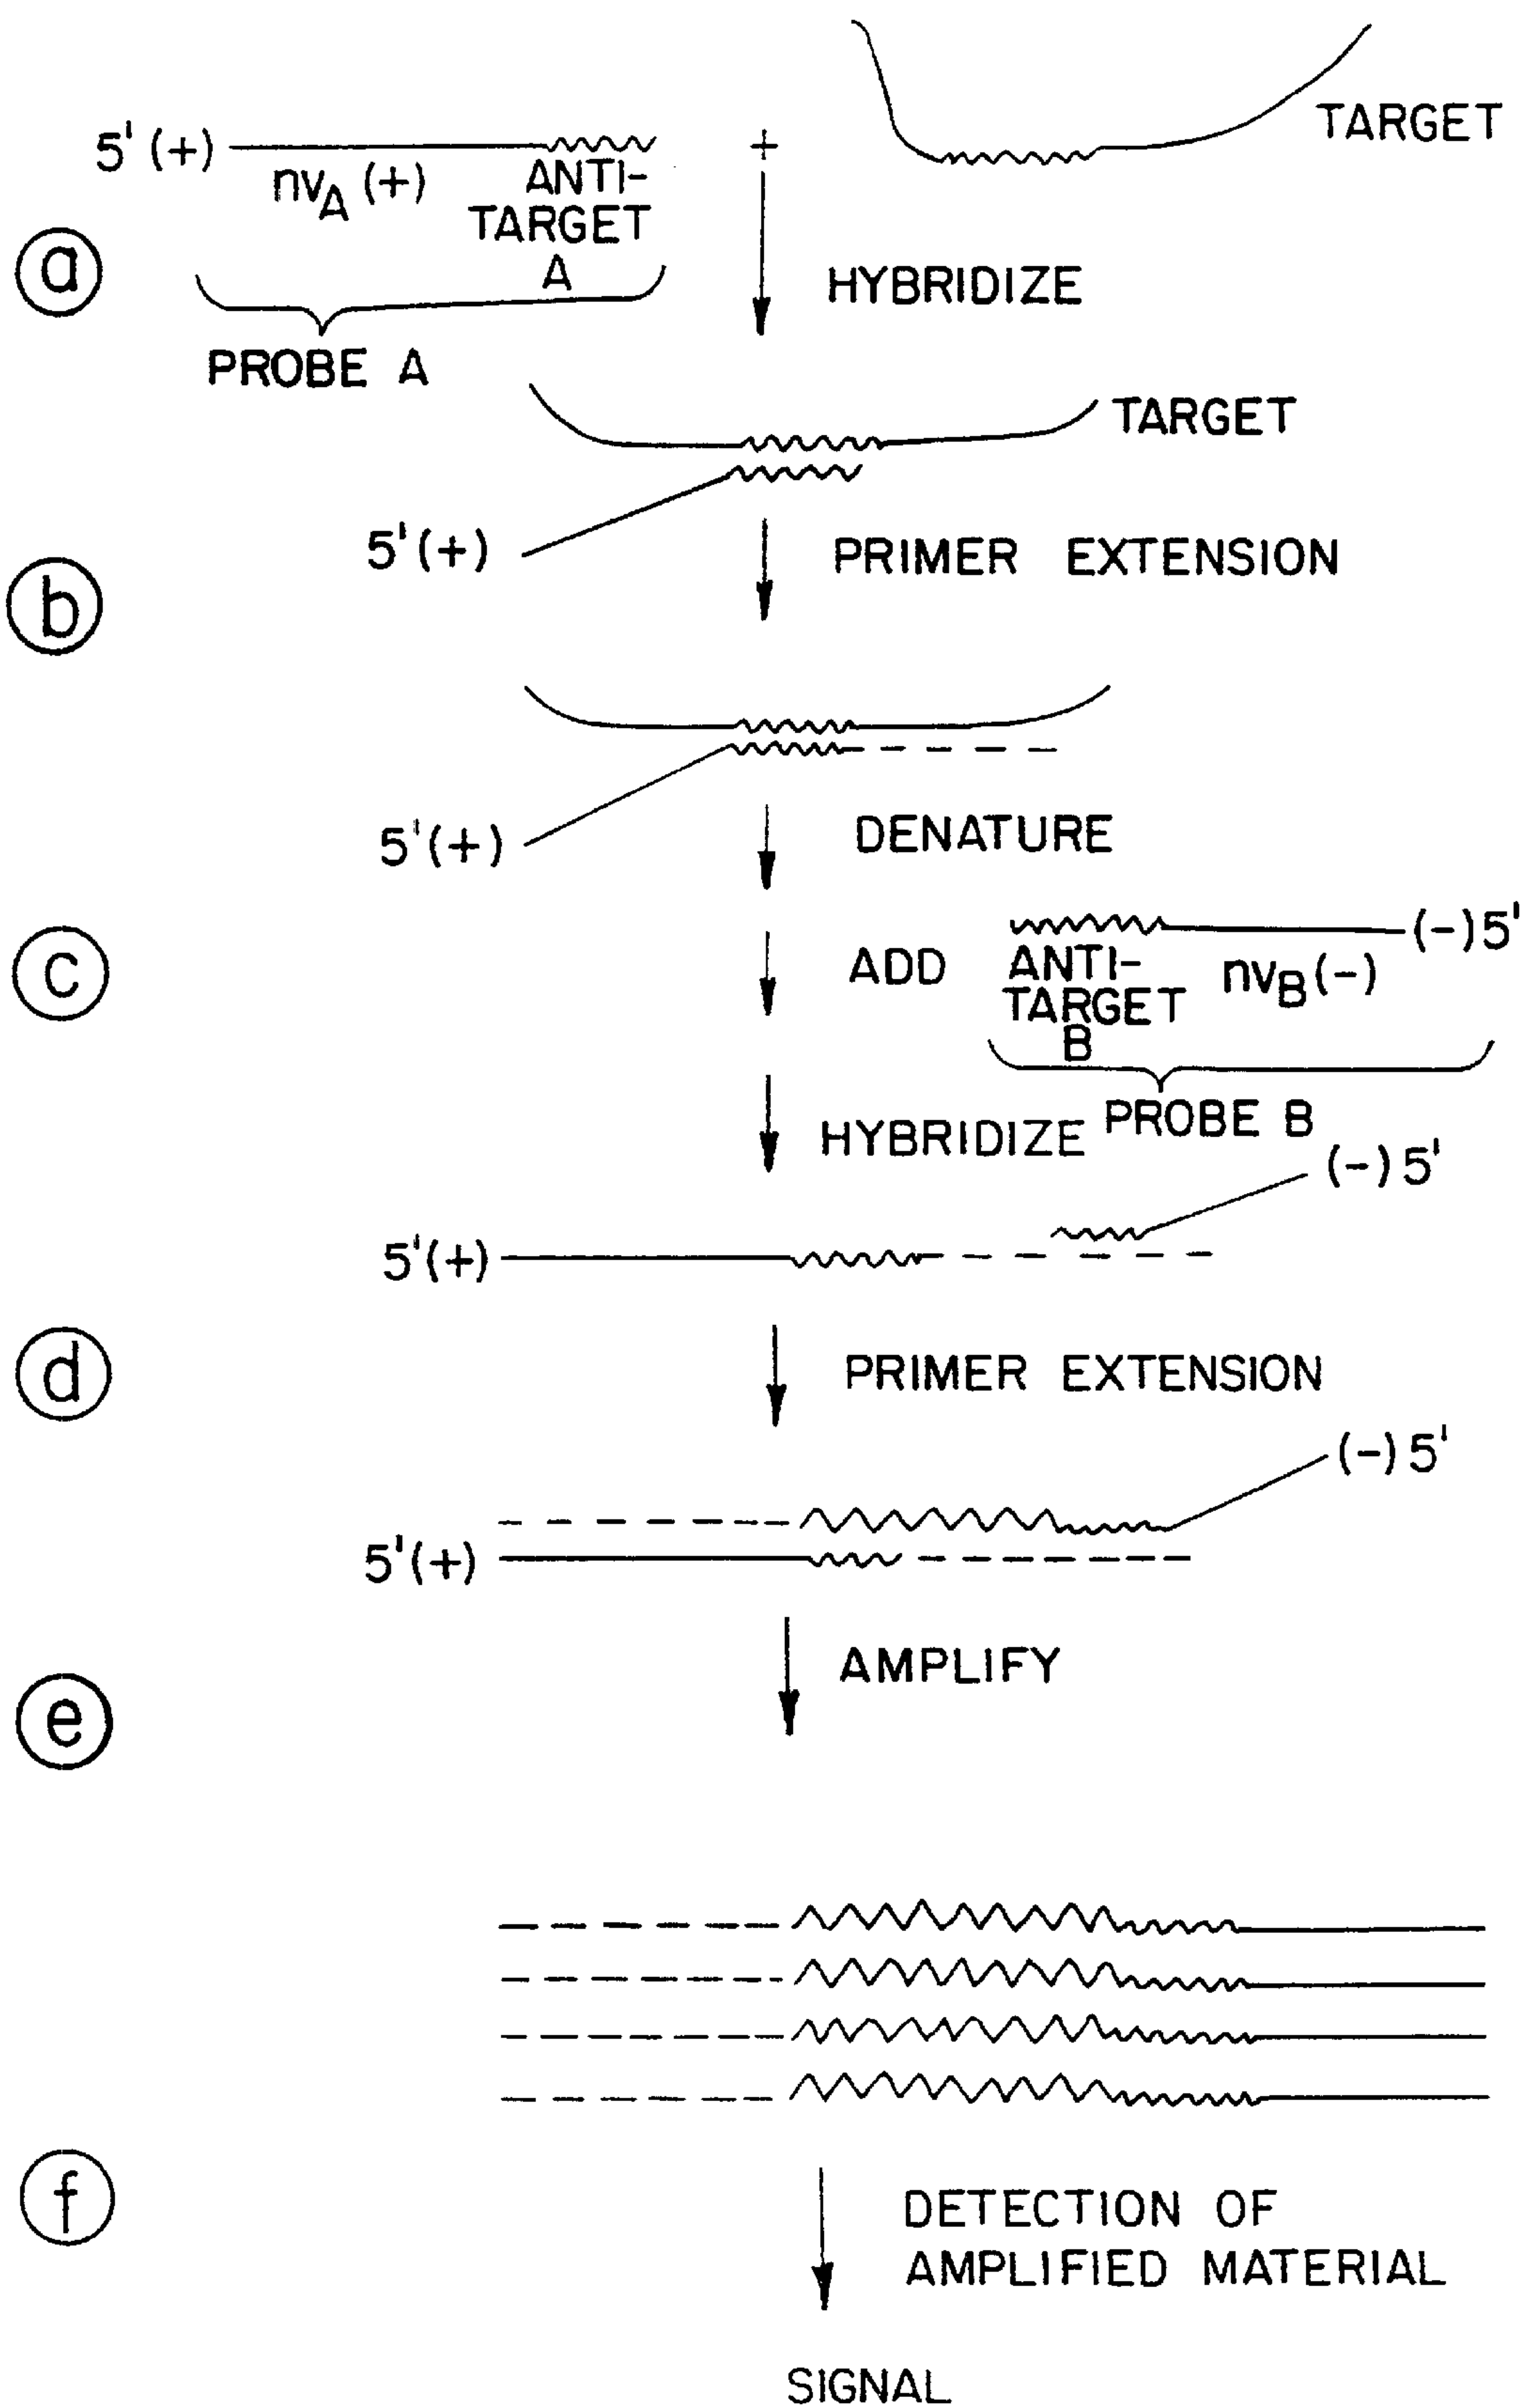 TARGET
5'(+)
+
nvA(+)
ANTI-
TARGET
A
ⓐ
HYBRIDIZE
PROBE A
TARGET
5'(+)
PRIMER EXTENSION
ⓑ
5'(+)
DENATURE
(-)5'
ⓒ
ADD
ANTI-
TARGET
B
nvB(-)
PROBE B
HYBRIDIZE
(-)5'
5'(+)
ⓓ
PRIMER EXTENSION
(-)5'
5'(+)
AMPLIFY
ⓔ
ⓕ
DETECTION OF
AMPLIFIED MATERIAL
SIGNAL